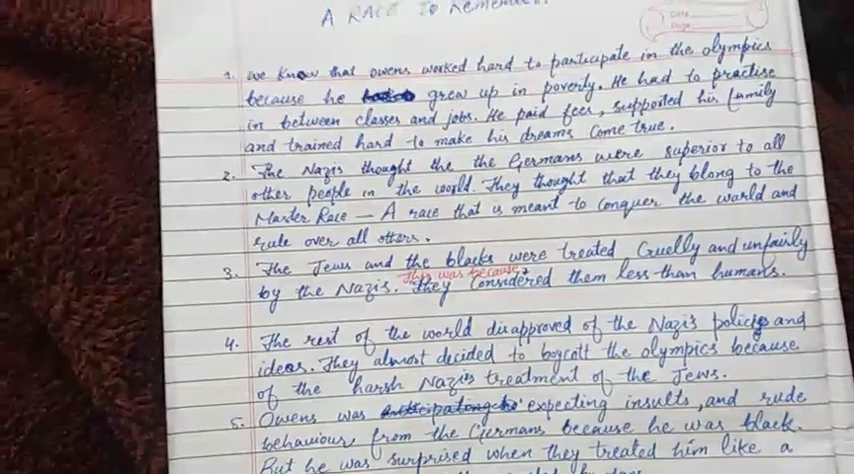 A RACE To Remember
Date
Page
1. we know that owens worked hard to participate in the olympics
because he grew up in poverty. He had to practise
in between classes and jobs. He paid fees, supported his family
and trained hard to make his dreams come true.
2. The Nazis thought the the Germans were superior to all
other people in the world. They thought that they blong to the
Master Race — A race that is meant to conquer the world and
rule over all others.
3. The Jews and the blacks were treated cruelly and unfairly
This was because
by the Nazis. They considered them less than humans.
4. The rest of the world disapproved of the Nazi's policies and
ideas. They almost decided to boycott the olympics because
of the harsh Nazis treatment of the Jews.
5. Owens was expecting insults, and rude
behaviour from the Germans because he was black.
But he was surprised when they treated him like a